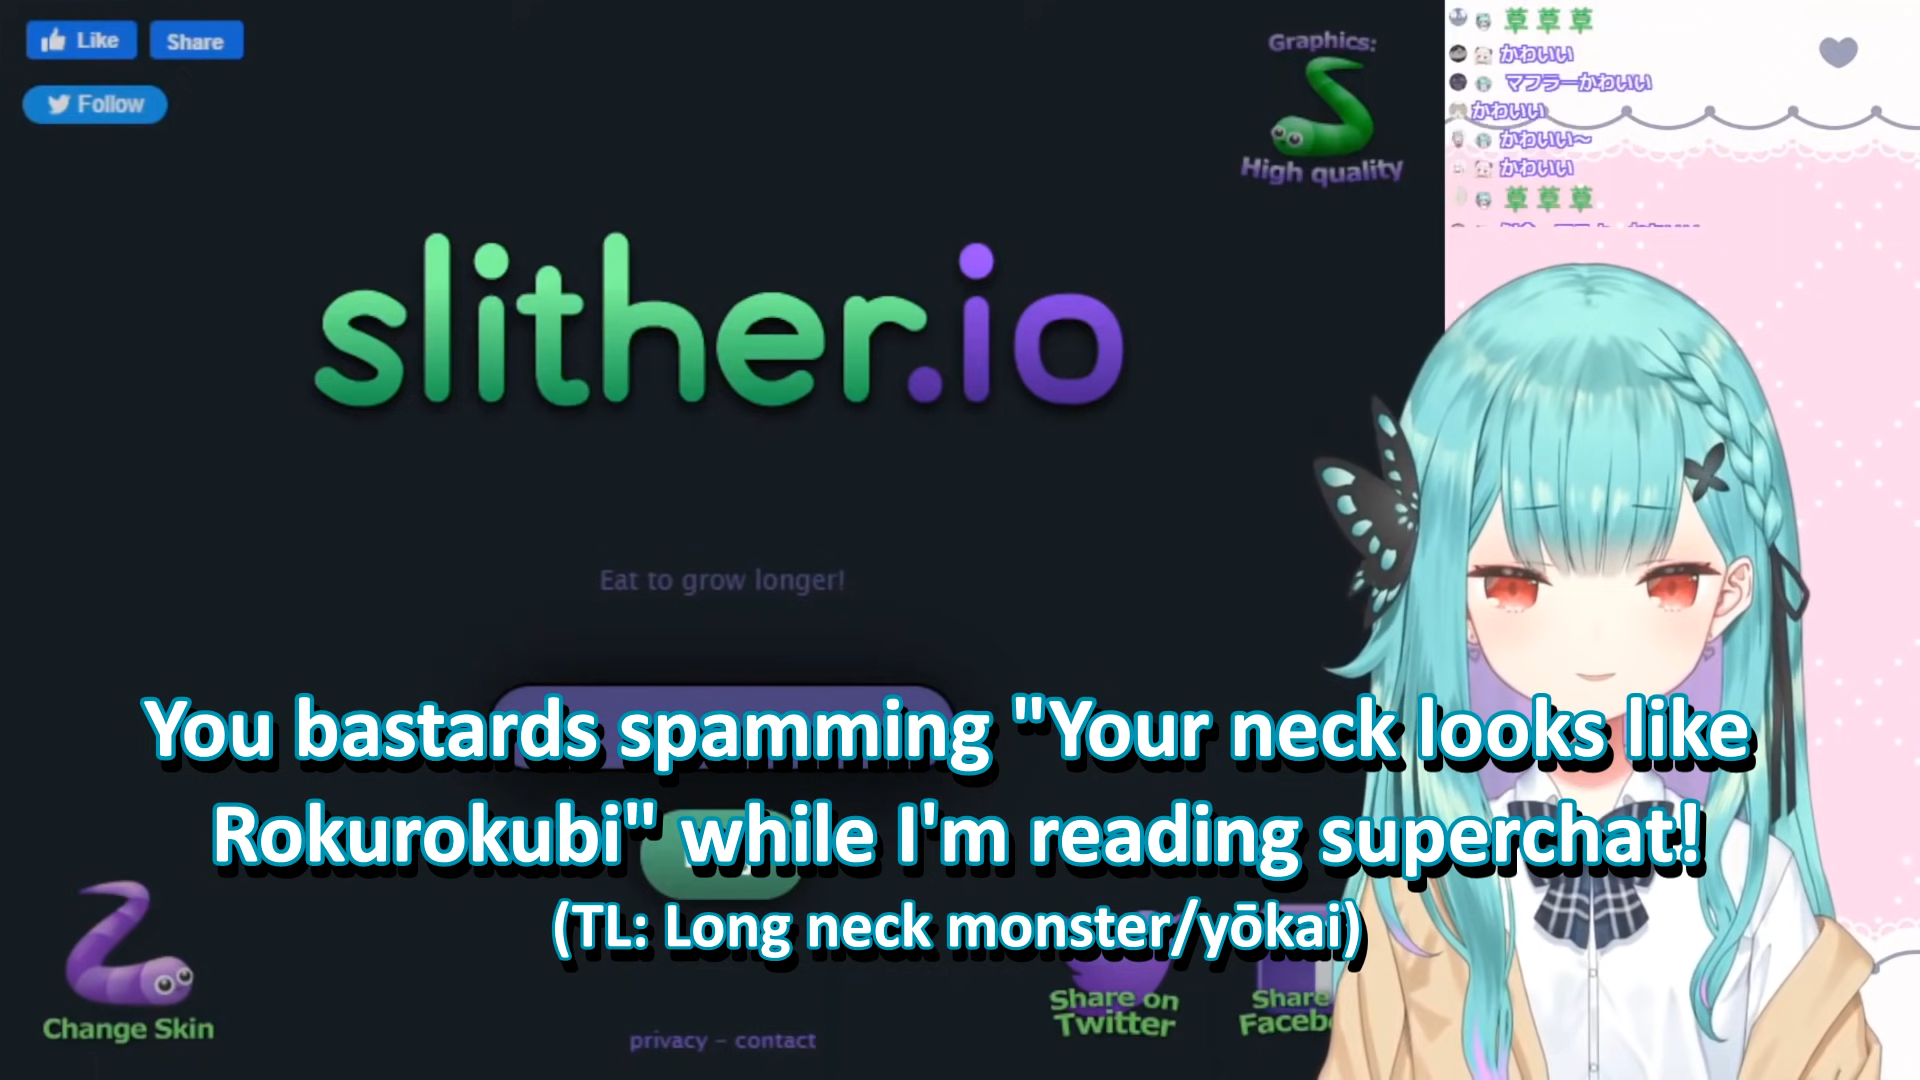 Like
Share
Follow
Graphics:
High quality
slither.io
Eat to grow longer!
草草草
かわいい
マフラーかわいい
かわいい
かわいい〜
かわいい
草草草
You bastards spamming "Your neck looks like
Rokurokubi" while I'm reading superchat!
(TL: Long neck monster/yōkai)
Change Skin
privacy - contact
Share on
Twitter
Share